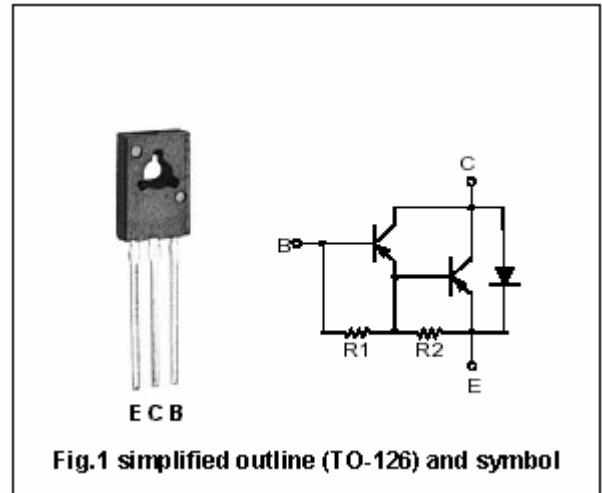 C
B
R1 R2
E
E C B
Fig.1 simplified outline (TO-126) and symbol